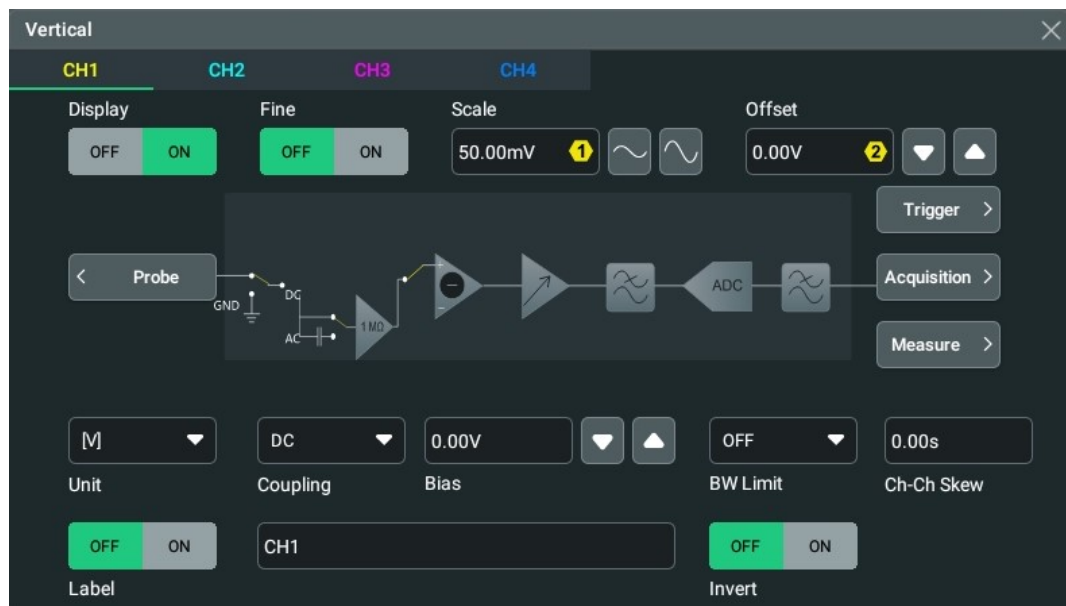 Vertical
CH1 CH2 CH3 CH4
Display Fine Scale Offset
OFF ON OFF ON 50.00mV 1 0.00V 2
Trigger
Probe
Acquisition
GND
DC
1 MΩ
ADC
AC
Measure
[V] DC 0.00V OFF 0.00s
Unit Coupling Bias BW Limit Ch-Ch Skew
OFF ON CH1 OFF ON
Label Invert